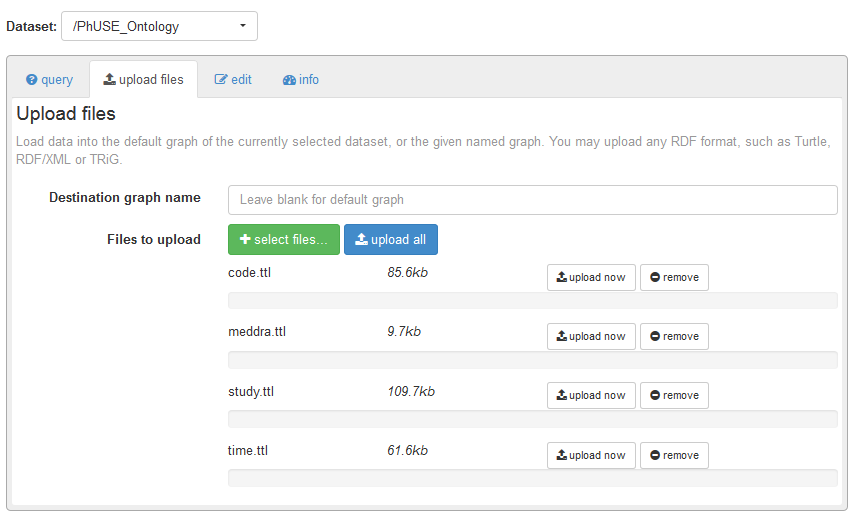 Dataset: /PhUSE_Ontology
query upload files edit info
Upload files
Load data into the default graph of the currently selected dataset, or the given named graph. You may upload any RDF format, such as Turtle,
RDF/XML or TRiG.
Destination graph name Leave blank for default graph
Files to upload select files... upload all
code.ttl 85.6kb upload now remove
meddra.ttl 9.7kb upload now remove
study.ttl 109.7kb upload now remove
time.ttl 61.6kb upload now remove